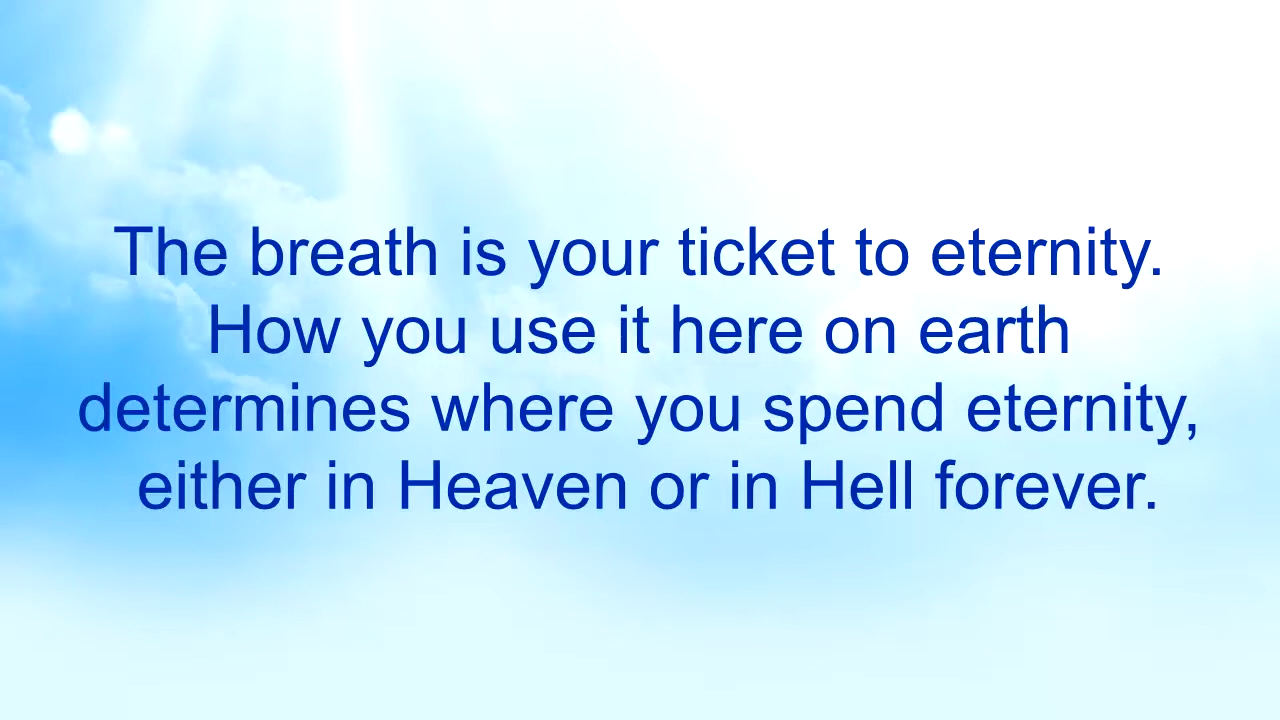 The breath is your ticket to eternity.
How you use it here on earth
determines where you spend eternity,
either in Heaven or in Hell forever.